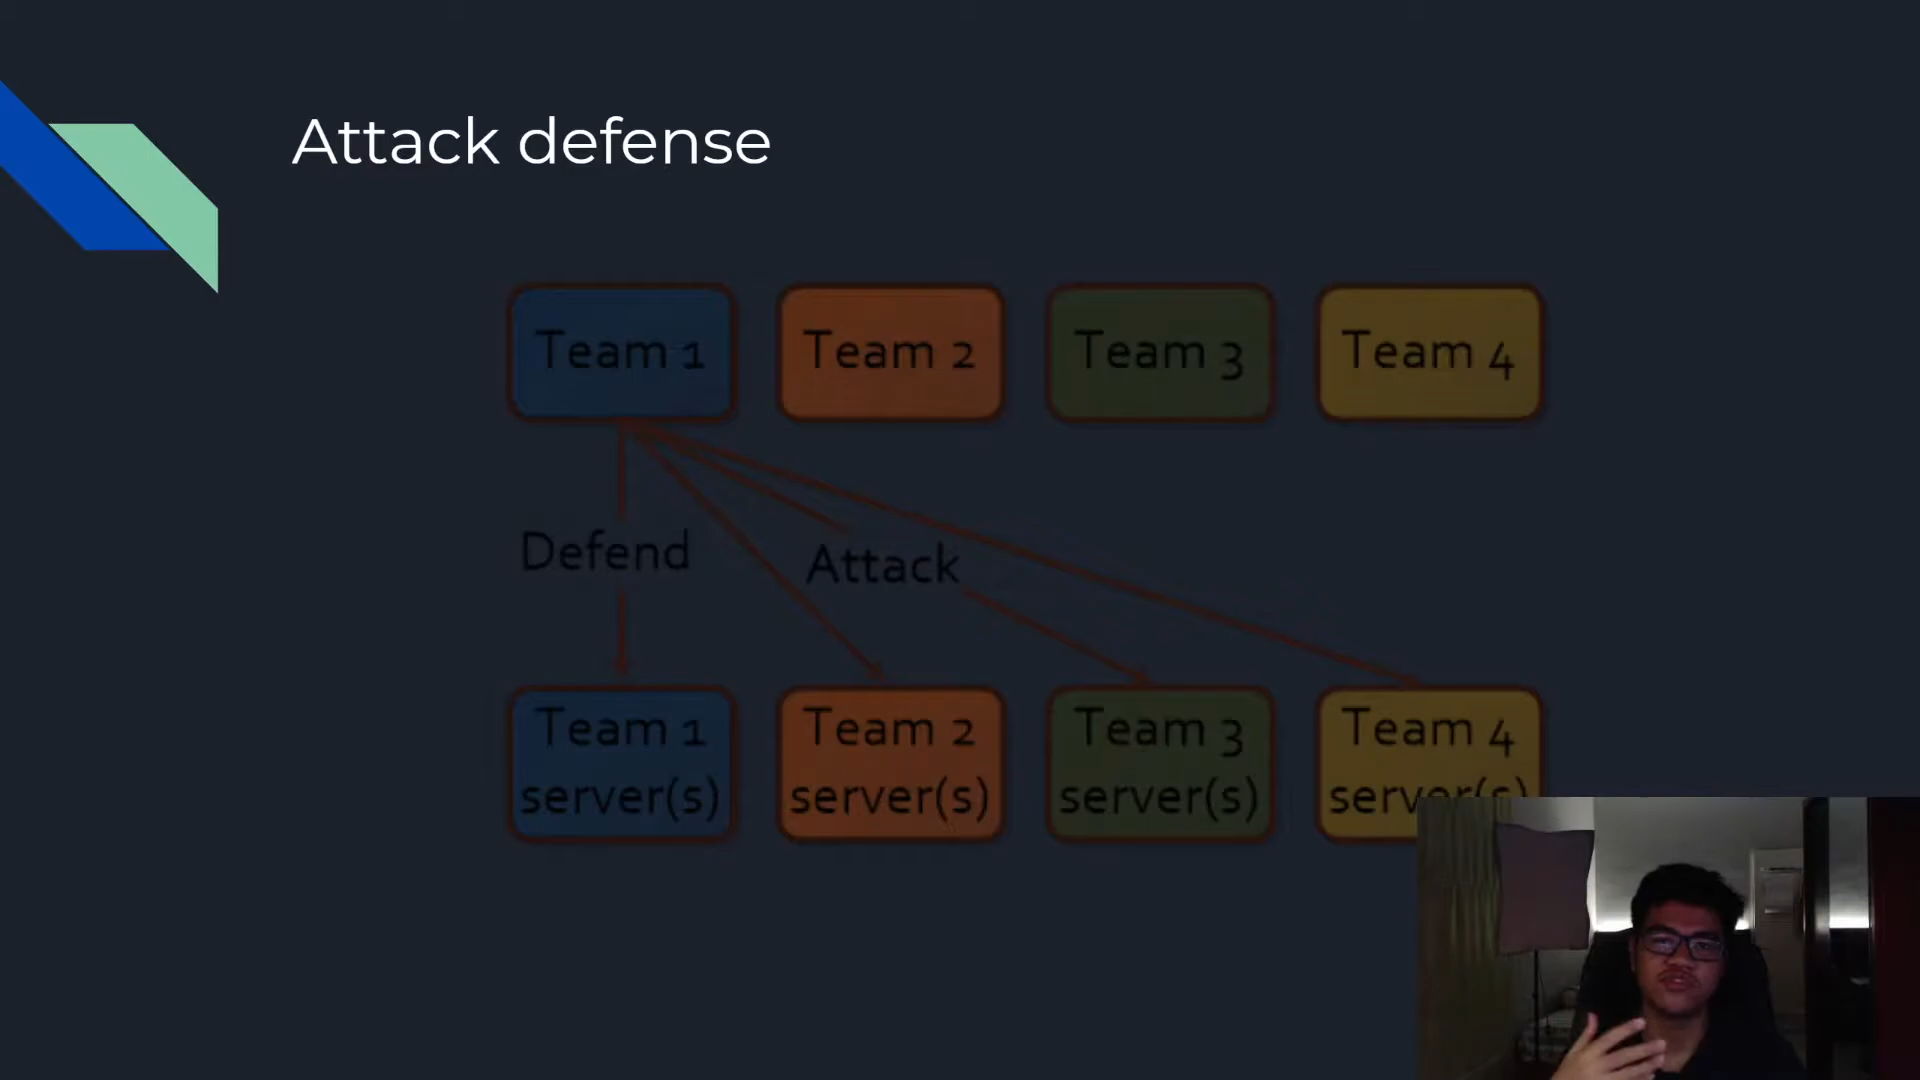 Attack defense
Team 1
Team 2
Team 3
Team 4
Defend
Attack
Team 1
server(s)
Team 2
server(s)
Team 3
server(s)
Team 4
server(s)